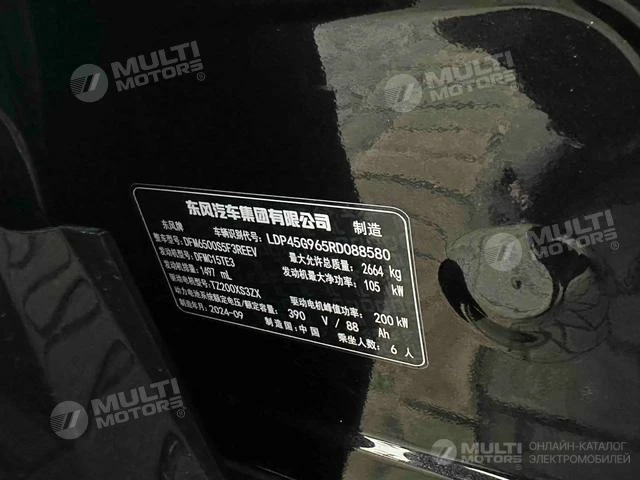 MULTI MOTORS®
MULTI MOTORS®
东风汽车集团有限公司 制造
东风牌 车辆识别代号: LDP45G965RD088580
整车型号: DFM6500S5F3REEV 最大允许总质量: 2664 kg
发动机型号: DFMC15TE3 发动机最大净功率: 105 kW
发动机排量: 1497 mL
驱动电机型号: TZ200XS3ZX 驱动电机峰值功率: 200 kW
动力电池系统额定电压/额定容量: 390 V / 88 Ah
制造年月: 2024-09 制造国: 中国 乘坐人数: 6 人
MULTI MOTORS®
MULTI MOTORS®
ОНЛАЙН-КАТАЛОГ
ЭЛЕКТРОМОБИЛЕЙ